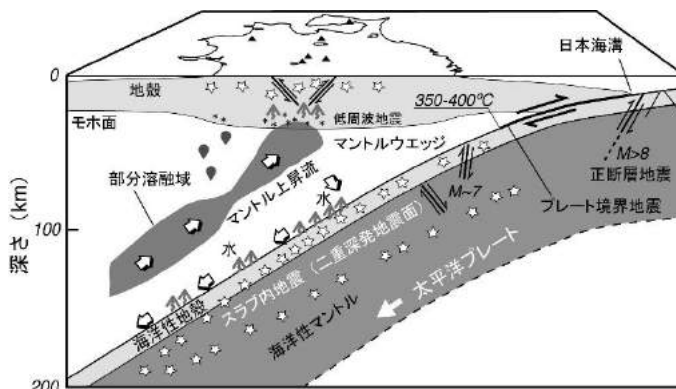 日本海溝
0
地殻
350-400℃
モホ面
低周波地震
マントルウエッジ
M>8
正断層地震
部分溶融域
マントル上昇流
M~7
プレート境界地震
水
水
100
深さ (km)
スラブ内地震（二重深発地震面）
太平洋プレート
海洋性地殻
海洋性マントル
200